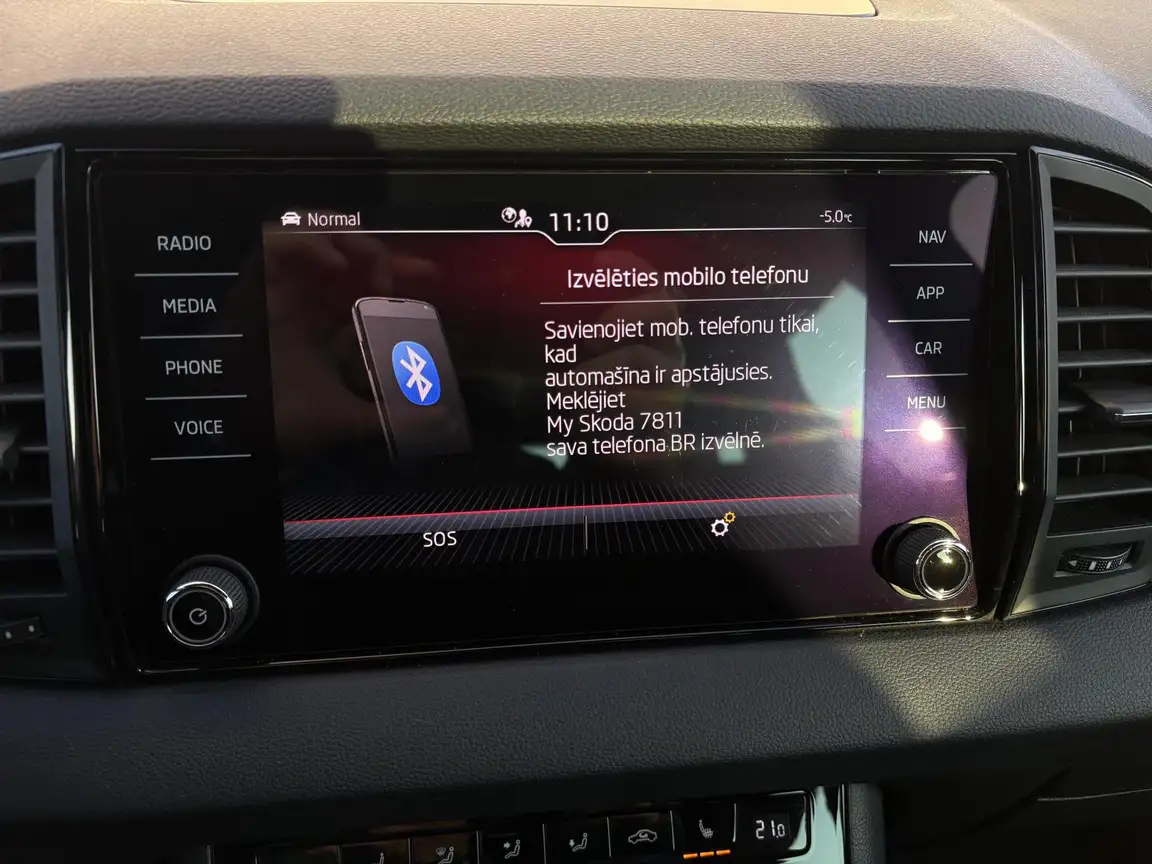 Normal
11:10
-5.0°C
RADIO
MEDIA
PHONE
VOICE
Izvēlēties mobilo telefonu
Savienojiet mob. telefonu tikai,
kad
automašīna ir apstājusies.
Meklējiet
My Skoda 7811
sava telefona BR izvēlnē.
SOS
NAV
APP
CAR
MENU
21.0